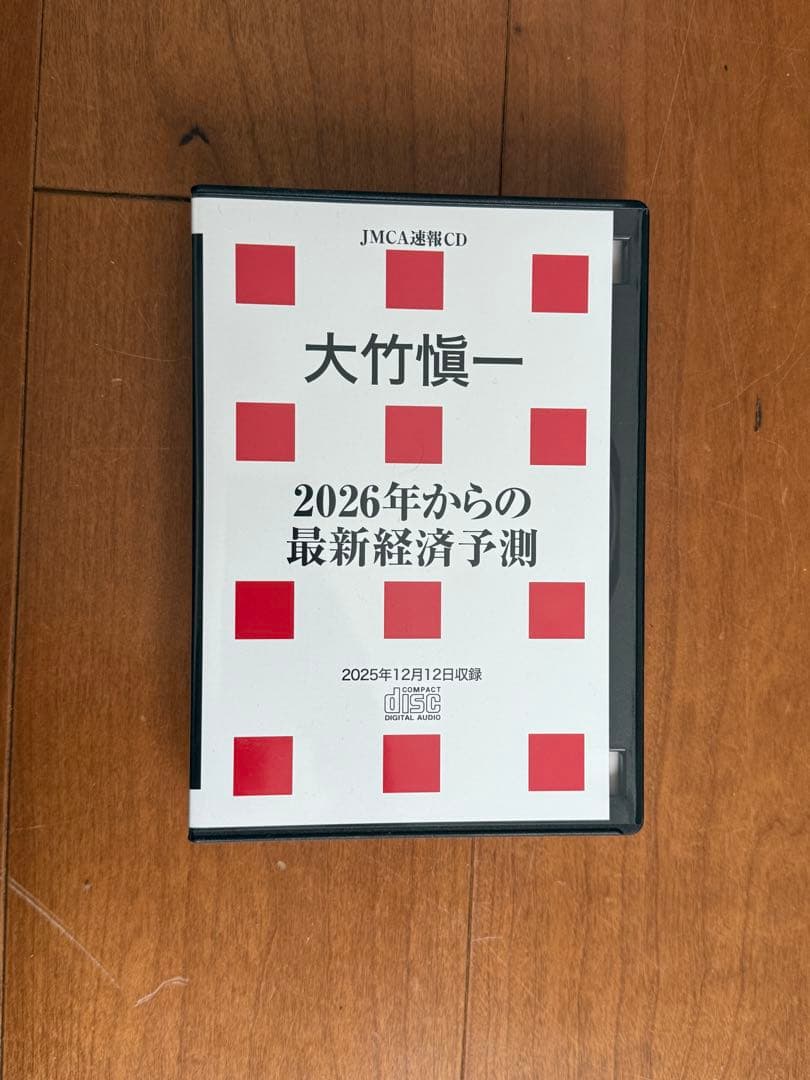 JMCA速報CD
大竹愼一
2026年からの
最新経済予測
2025年12月12日収録
COMPACT
disc
DIGITAL AUDIO